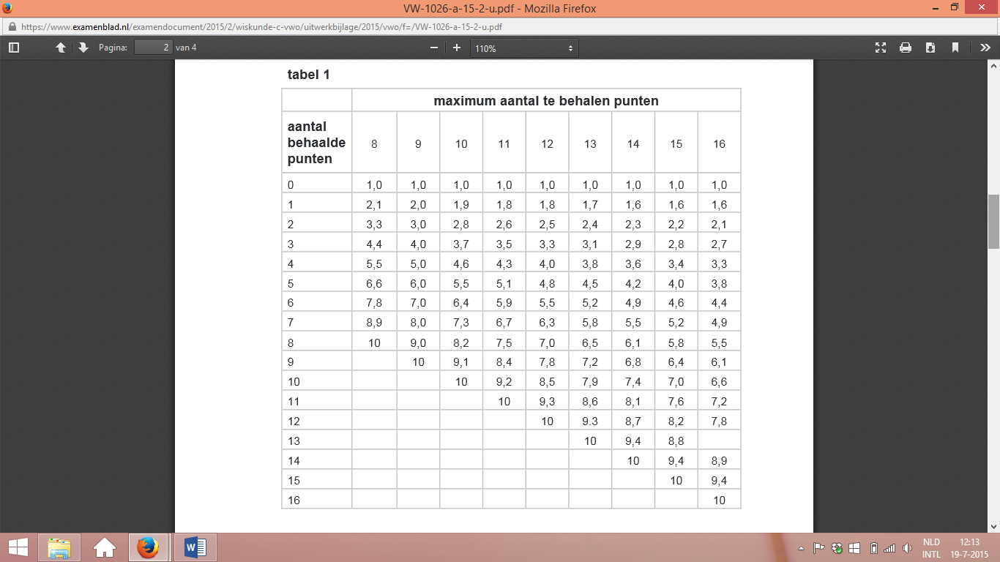 VW-1026-a-15-2-u.pdf - Mozilla Firefox
https://www.examenblad.nl/examendocument/2015/2/wiskunde-c-vwo/uitwerkbijlage/2015/vwo/f=/VW-1026-a-15-2-u.pdf
Pagina: 2 van 4 110%
tabel 1
maximum aantal te behalen punten
aantal behaalde punten 8 9 10 11 12 13 14 15 16
0 1,0 1,0 1,0 1,0 1,0 1,0 1,0 1,0 1,0
1 2,1 2,0 1,9 1,8 1,8 1,7 1,6 1,6 1,6
2 3,3 3,0 2,8 2,6 2,5 2,4 2,3 2,2 2,1
3 4,4 4,0 3,7 3,5 3,3 3,1 2,9 2,8 2,7
4 5,5 5,0 4,6 4,3 4,0 3,8 3,6 3,4 3,3
5 6,6 6,0 5,5 5,1 4,8 4,5 4,2 4,0 3,8
6 7,8 7,0 6,4 5,9 5,5 5,2 4,9 4,6 4,4
7 8,9 8,0 7,3 6,7 6,3 5,8 5,5 5,2 4,9
8 10 9,0 8,2 7,5 7,0 6,5 6,1 5,8 5,5
9 10 9,1 8,4 7,8 7,2 6,8 6,4 6,1
10 10 9,2 8,5 7,9 7,4 7,0 6,6
11 10 9,3 8,6 8,1 7,6 7,2
12 10 9.3 8,7 8,2 7,8
13 10 9,4 8,8
14 10 9,4 8,9
15 10 9,4
16 10
NLD 12:13
INTL 19-7-2015